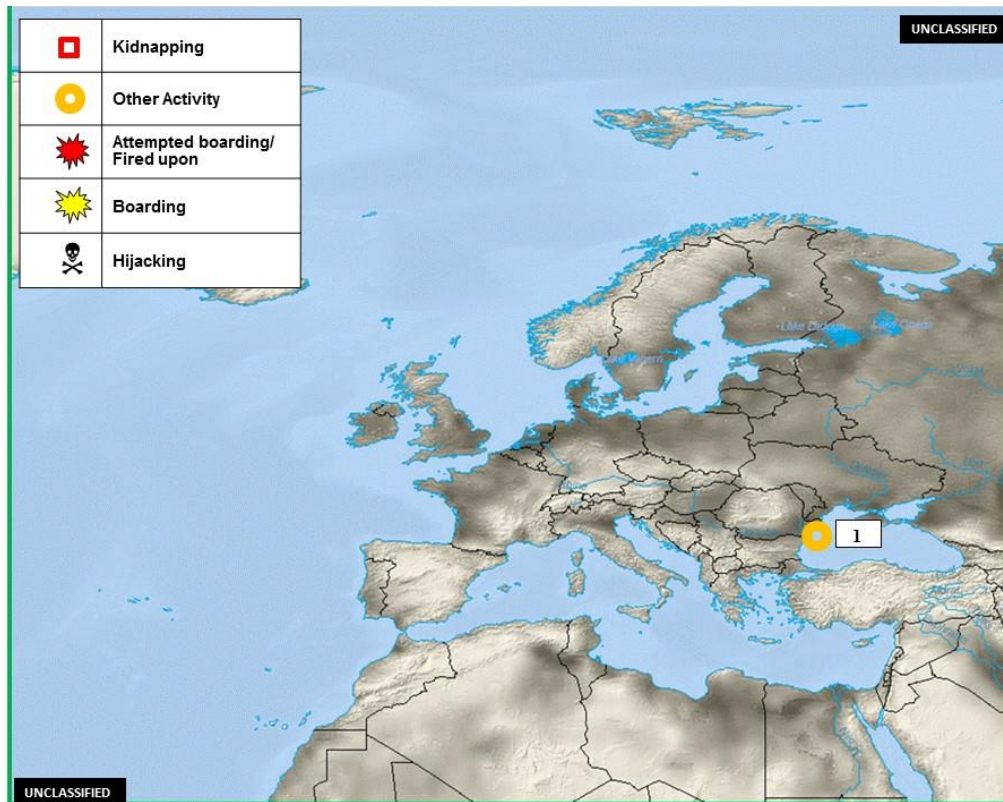 UNCLASSIFIED
Kidnapping
Other Activity
Attempted boarding/
Fired upon
Boarding
Hijacking
1
UNCLASSIFIED